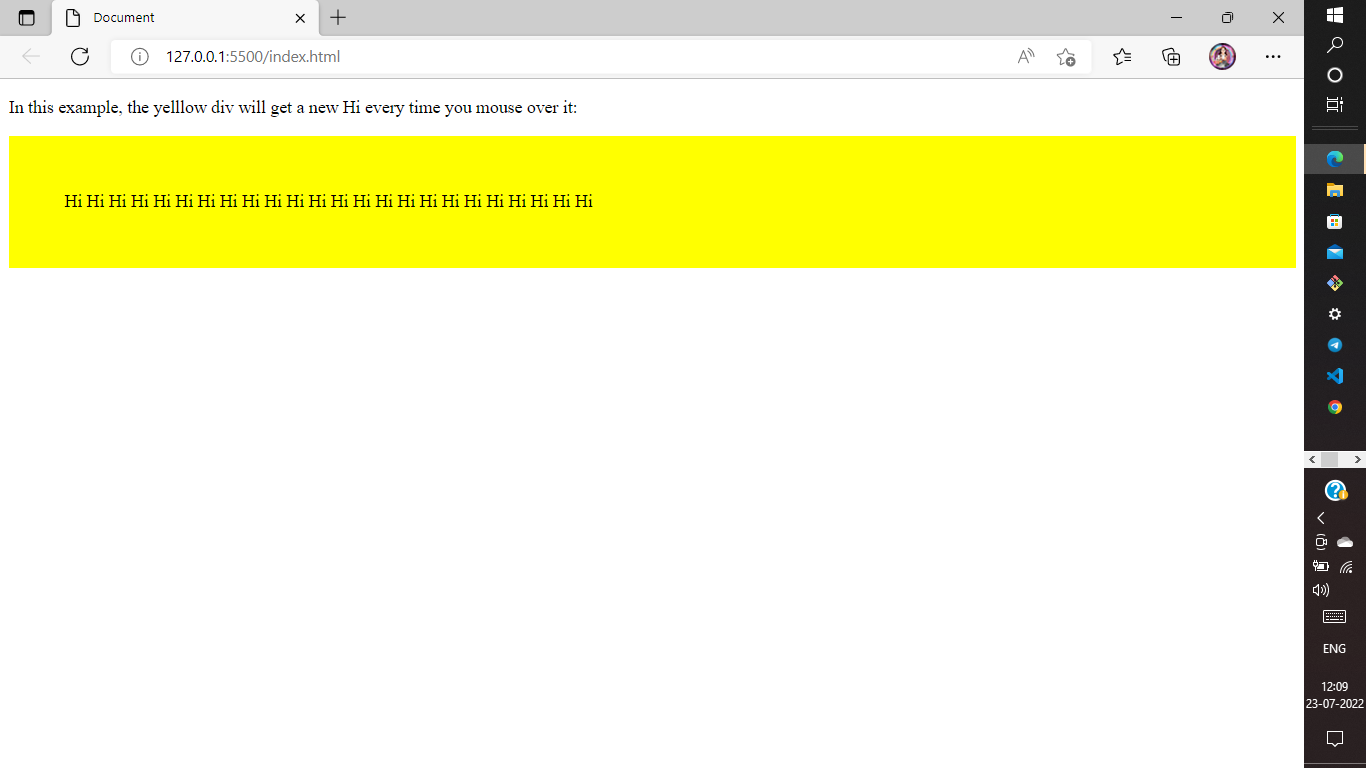 Document
127.0.0.1:5500/index.html
In this example, the yelllow div will get a new Hi every time you mouse over it:
Hi Hi Hi Hi Hi Hi Hi Hi Hi Hi Hi Hi Hi Hi Hi Hi Hi Hi Hi Hi Hi Hi Hi Hi
ENG
12:09
23-07-2022